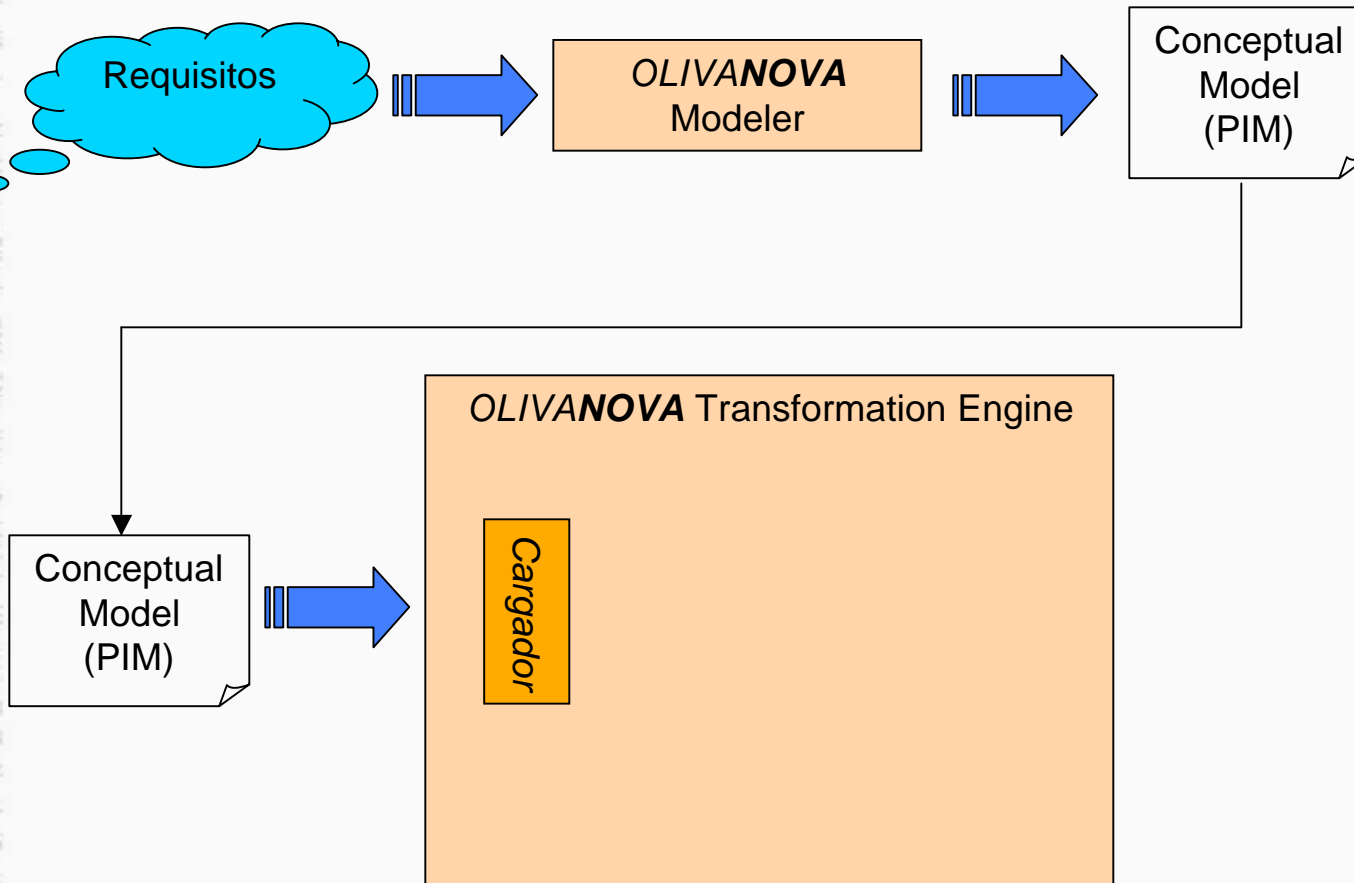 Requisitos
OLIVANOVA
Modeler
Conceptual
Model
(PIM)
OLIVANOVA Transformation Engine
Conceptual
Model
(PIM)
Cargador